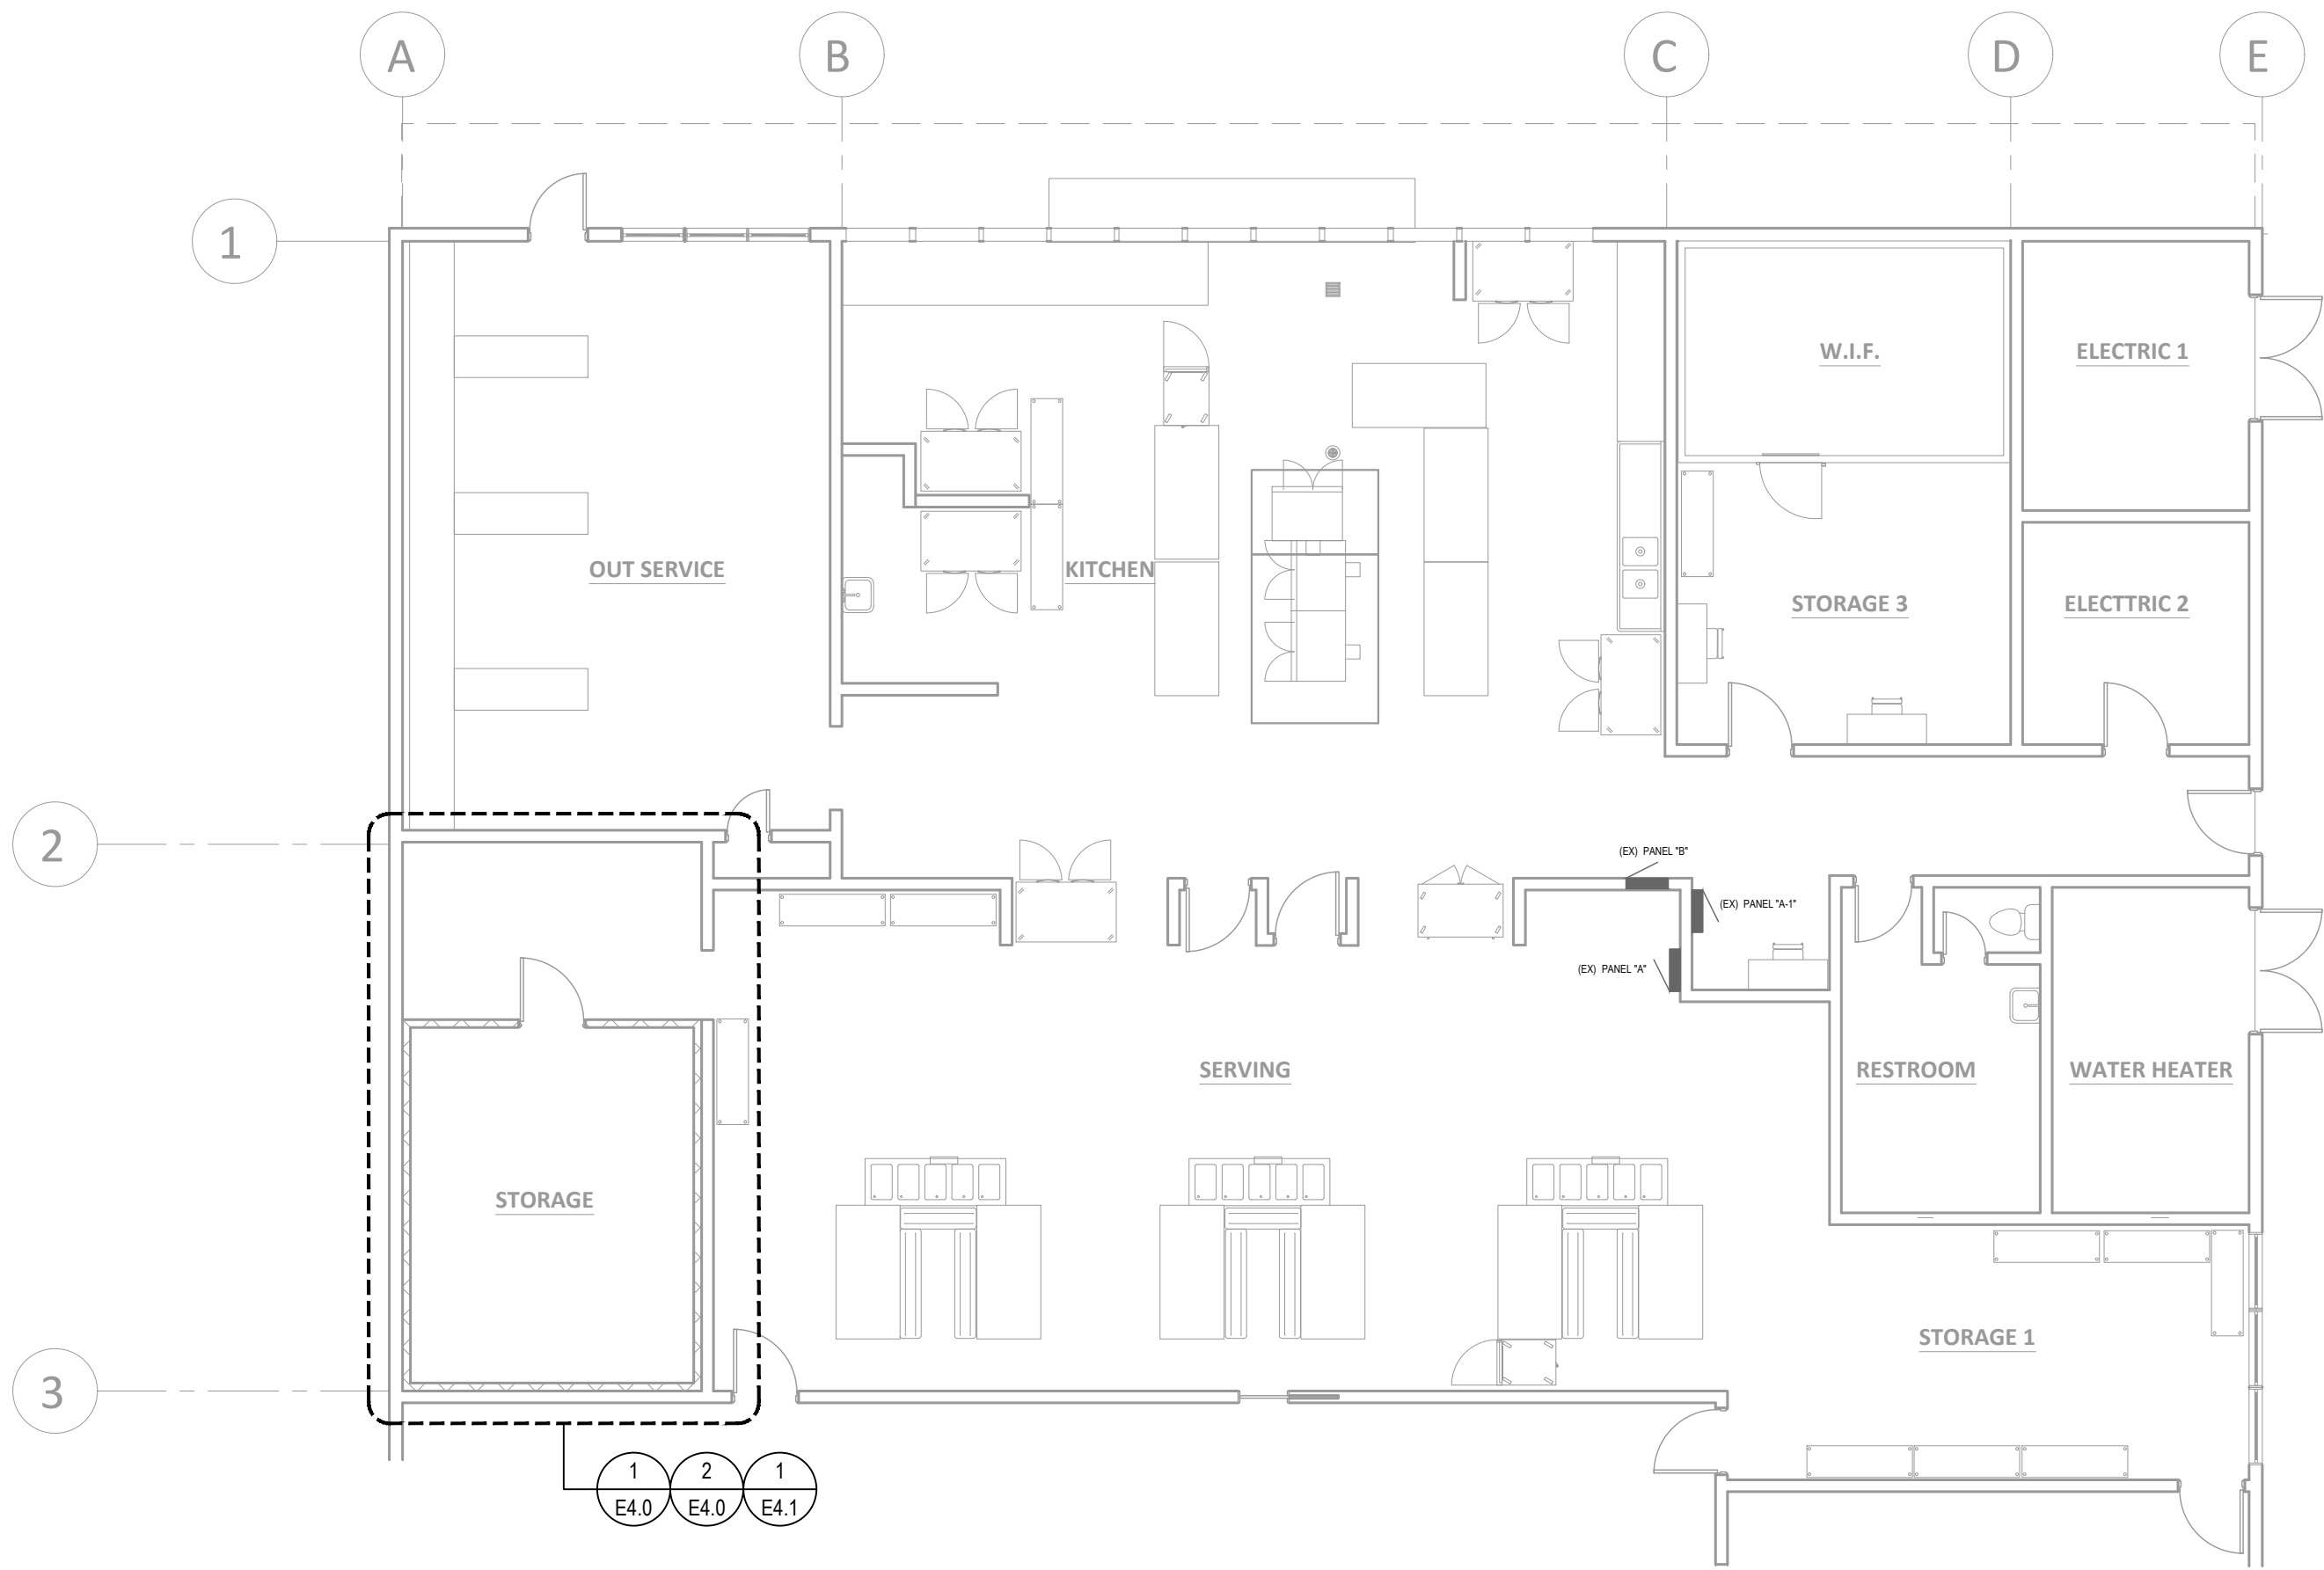 A
B
C
D
E
1
W.I.F.
ELECTRIC 1
OUT SERVICE
KITCHEN
STORAGE 3
ELECTTRIC 2
2
(EX)  PANEL "B"
(EX)  PANEL "A-1"
(EX)  PANEL "A"
SERVING
RESTROOM
WATER HEATER
STORAGE
STORAGE 1
3
1
E4.0
2
E4.0
1
E4.1